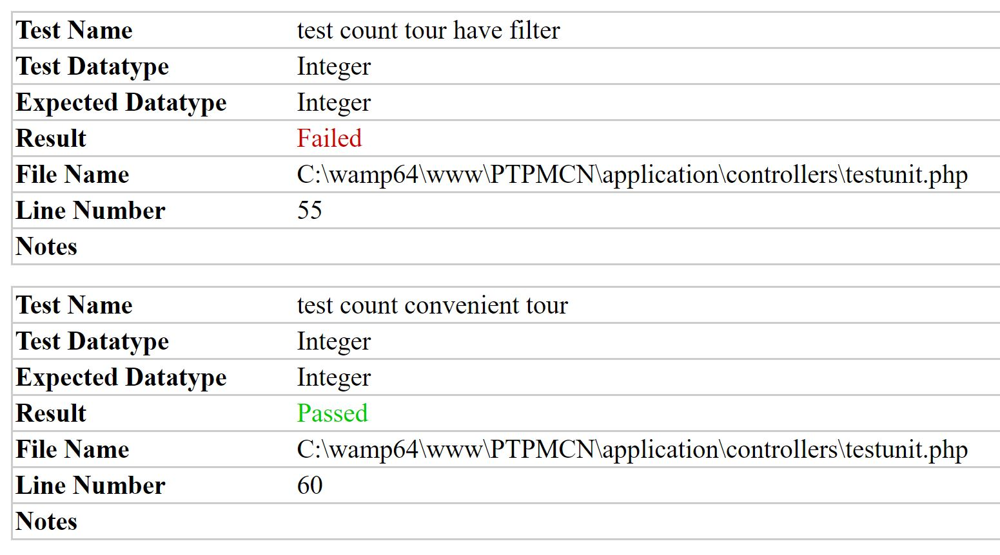 Test Name test count tour have filter
Test Datatype Integer
Expected Datatype Integer
Result Failed
File Name C:\wamp64\www\PTPMCN\application\controllers\testunit.php
Line Number 55
Notes
Test Name test count convenient tour
Test Datatype Integer
Expected Datatype Integer
Result Passed
File Name C:\wamp64\www\PTPMCN\application\controllers\testunit.php
Line Number 60
Notes